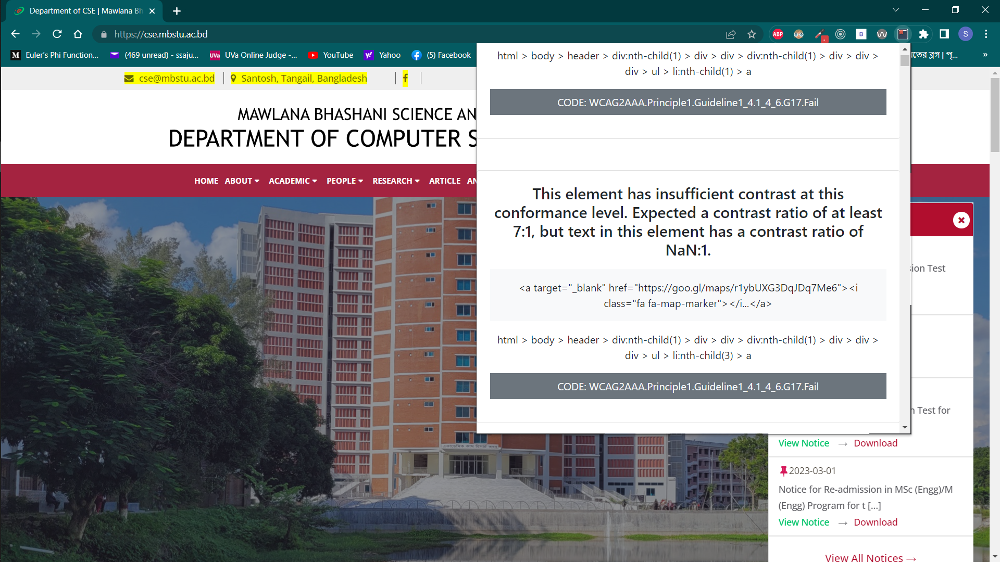 Department of CSE | Mawlana Bh
https://cse.mbstu.ac.bd
ABP
B
S
M Euler's Phi Function...
(469 unread) - ssaju...
UVa UVa Online Judge -...
YouTube
y! Yahoo
(5) Facebook
তের ব্লগ | প্...
»
cse@mbstu.ac.bd
Santosh, Tangail, Bangladesh
f
MAWLANA BHASHANI SCIENCE AN
DEPARTMENT OF COMPUTER S
HOME ABOUT ACADEMIC PEOPLE RESEARCH ARTICLE AN
html > body > header > div:nth-child(1) > div > div > div:nth-child(1) > div > div >
div > ul > li:nth-child(1) > a
CODE: WCAG2AAA.Principle1.Guideline1_4.1_4_6.G17.Fail
This element has insufficient contrast at this
conformance level. Expected a contrast ratio of at least
7:1, but text in this element has a contrast ratio of
NaN:1.
<a target="_blank" href="https://goo.gl/maps/r1ybUXG3DqJDq7Me6"><i
class="fa fa-map-marker"></i...</a>
html > body > header > div:nth-child(1) > div > div > div:nth-child(1) > div > div >
div > ul > li:nth-child(3) > a
CODE: WCAG2AAA.Principle1.Guideline1_4.1_4_6.G17.Fail
sion Test
n Test for
View Notice → Download
2023-03-01
Notice for Re-admission in MSc (Engg)/M
(Engg) Program for t [...]
View Notice → Download
View All Notices →